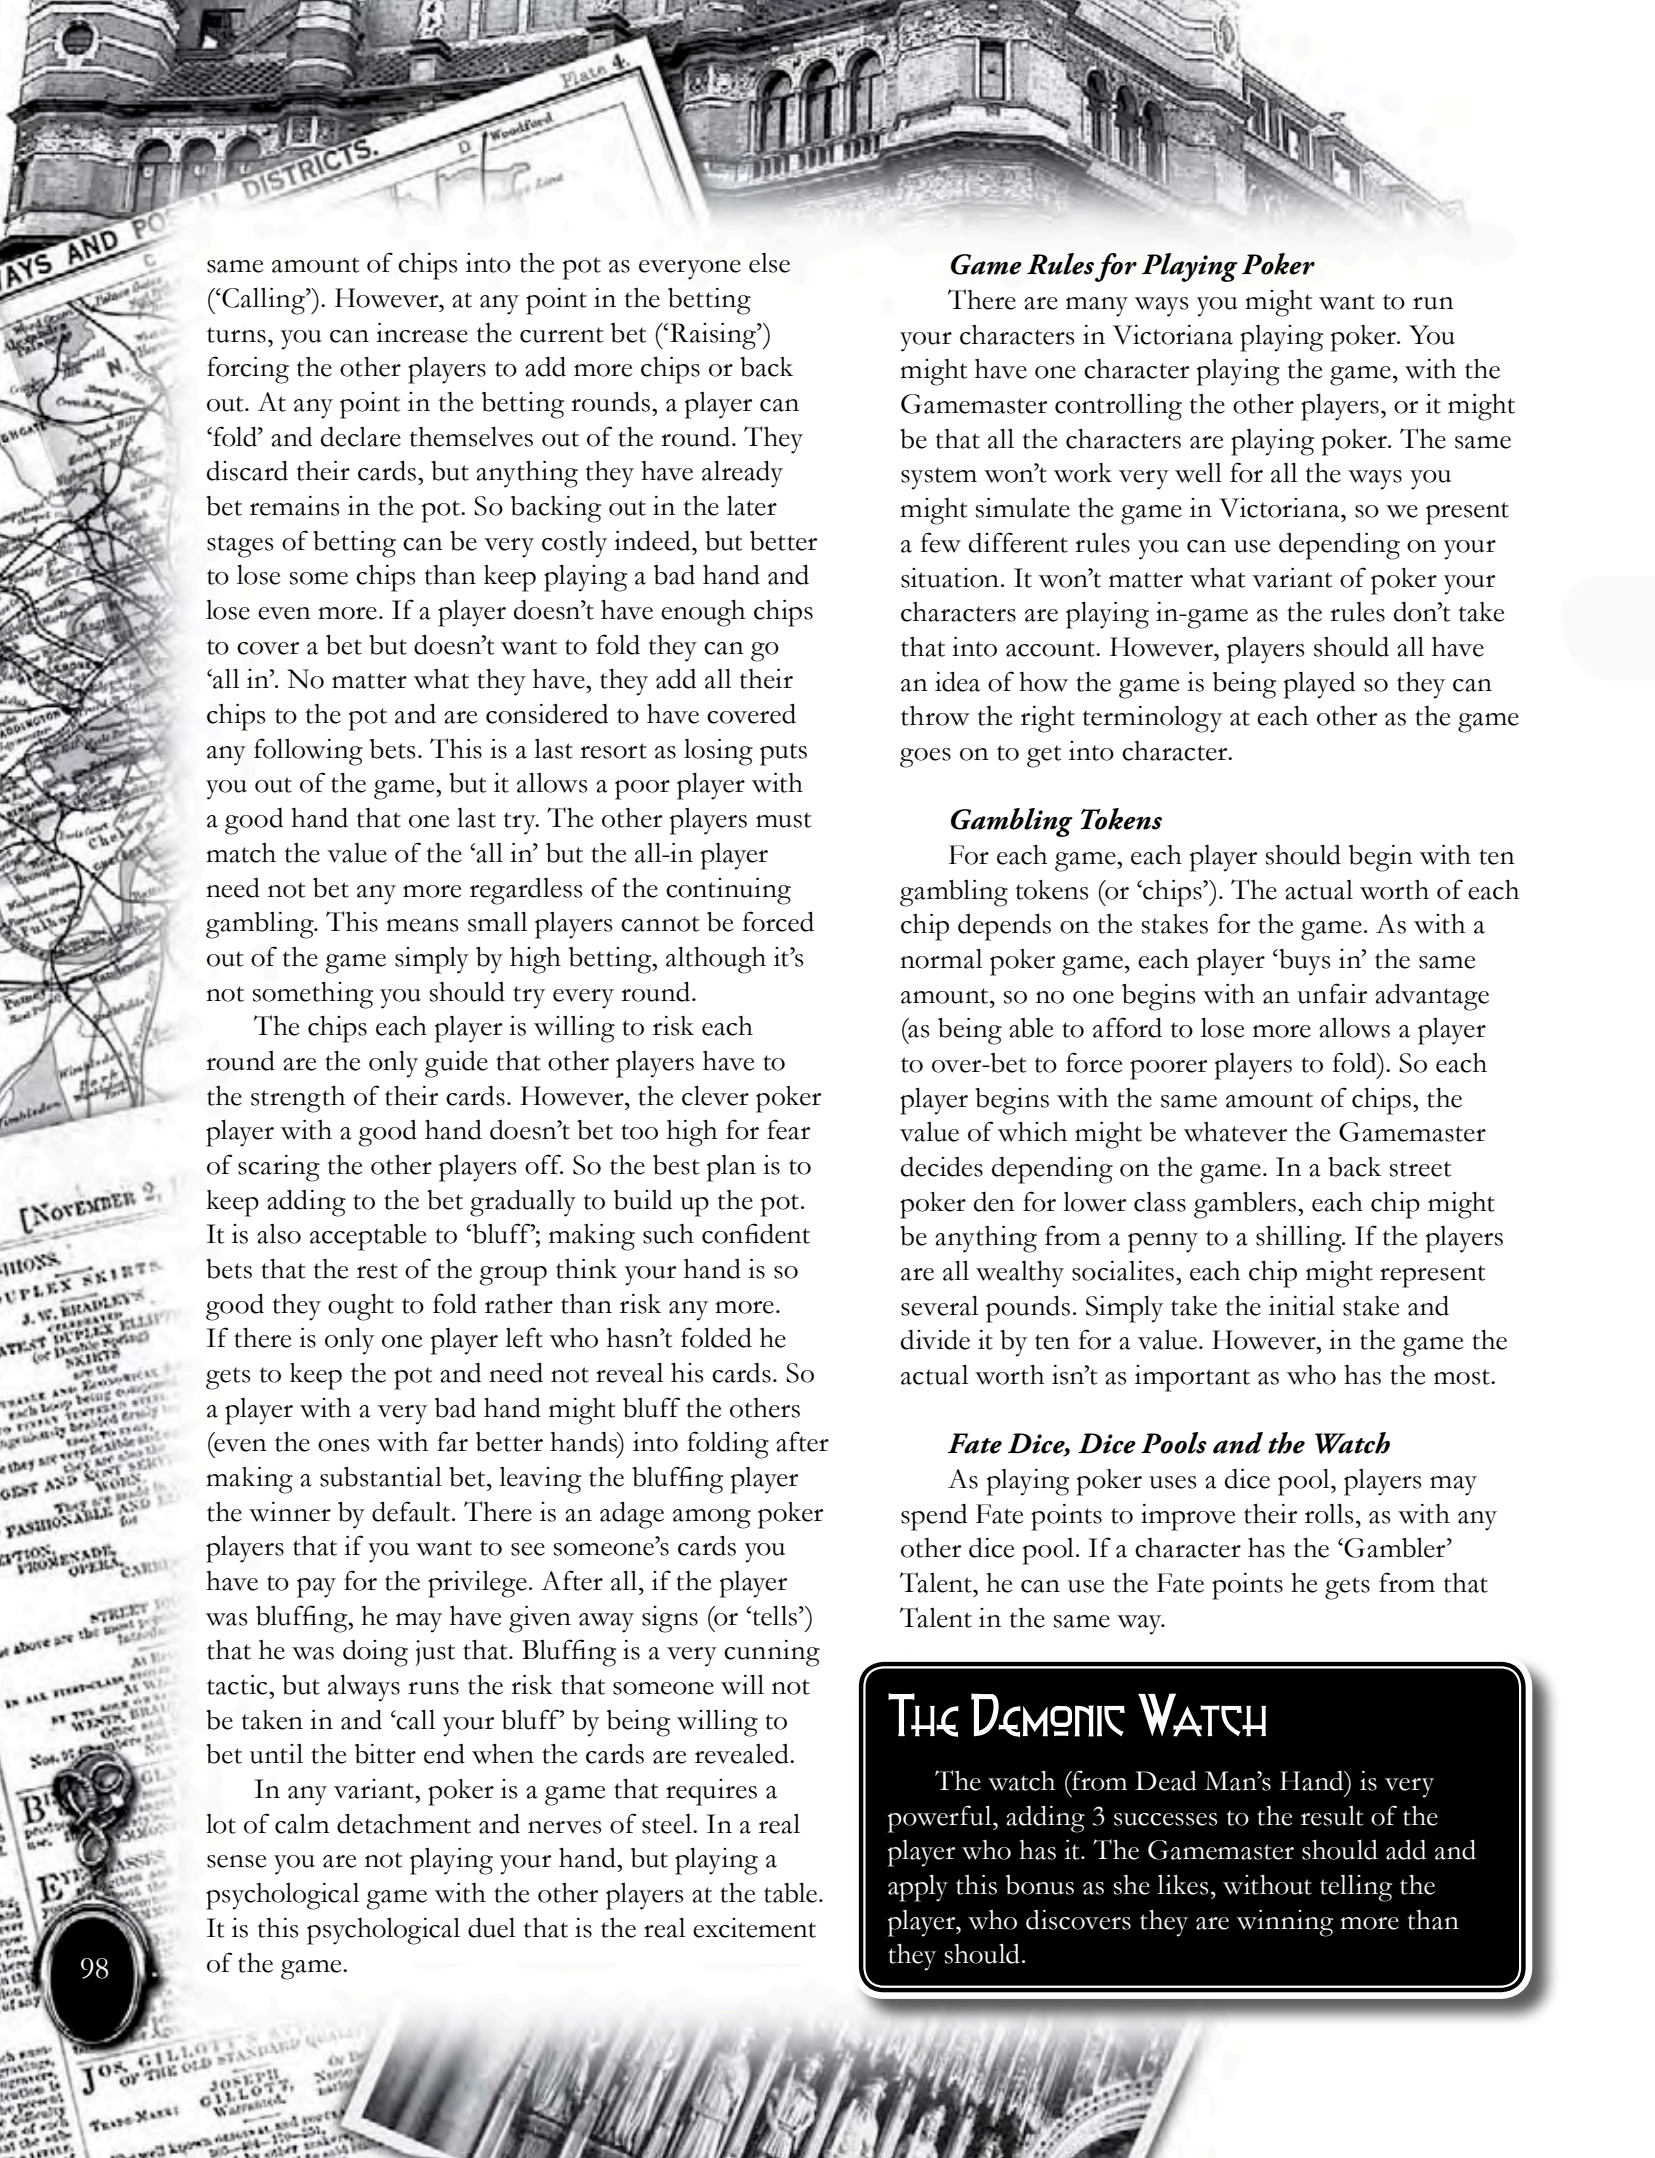 Plate 4.
D
Woodford
DISTRICTS.
AYS AND PO
C
N.
same amount of chips into the pot as everyone else
(‘Calling’). However, at any point in the betting
turns, you can increase the current bet (‘Raising’)
forcing the other players to add more chips or back
out. At any point in the betting rounds, a player can
‘fold’ and declare themselves out of the round. They
discard their cards, but anything they have already
bet remains in the pot. So backing out in the later
stages of betting can be very costly indeed, but better
to lose some chips than keep playing a bad hand and
lose even more. If a player doesn’t have enough chips
to cover a bet but doesn’t want to fold they can go
‘all in’. No matter what they have, they add all their
chips to the pot and are considered to have covered
any following bets. This is a last resort as losing puts
you out of the game, but it allows a poor player with
a good hand that one last try. The other players must
match the value of the ‘all in’ but the all-in player
need not bet any more regardless of the continuing
gambling. This means small players cannot be forced
out of the game simply by high betting, although it’s
not something you should try every round.
The chips each player is willing to risk each
round are the only guide that other players have to
the strength of their cards. However, the clever poker
player with a good hand doesn’t bet too high for fear
of scaring the other players off. So the best plan is to
keep adding to the bet gradually to build up the pot.
It is also acceptable to ‘bluff’; making such confident
bets that the rest of the group think your hand is so
good they ought to fold rather than risk any more.
If there is only one player left who hasn’t folded he
gets to keep the pot and need not reveal his cards. So
a player with a very bad hand might bluff the others
(even the ones with far better hands) into folding after
making a substantial bet, leaving the bluffing player
the winner by default. There is an adage among poker
players that if you want to see someone’s cards you
have to pay for the privilege. After all, if the player
was bluffing, he may have given away signs (or ‘tells’)
that he was doing just that. Bluffing is a very cunning
tactic, but always runs the risk that someone will not
be taken in and ‘call your bluff’ by being willing to
bet until the bitter end when the cards are revealed.
In any variant, poker is a game that requires a
lot of calm detachment and nerves of steel. In a real
sense you are not playing your hand, but playing a
psychological game with the other players at the table.
It is this psychological duel that is the real excitement
of the game.
Game Rules for Playing Poker
There are many ways you might want to run
your characters in Victoriana playing poker. You
might have one character playing the game, with the
Gamemaster controlling the other players, or it might
be that all the characters are playing poker. The same
system won’t work very well for all the ways you
might simulate the game in Victoriana, so we present
a few different rules you can use depending on your
situation. It won’t matter what variant of poker your
characters are playing in-game as the rules don’t take
that into account. However, players should all have
an idea of how the game is being played so they can
throw the right terminology at each other as the game
goes on to get into character.
Gambling Tokens
For each game, each player should begin with ten
gambling tokens (or ‘chips’). The actual worth of each
chip depends on the stakes for the game. As with a
normal poker game, each player ‘buys in’ the same
amount, so no one begins with an unfair advantage
(as being able to afford to lose more allows a player
to over-bet to force poorer players to fold). So each
player begins with the same amount of chips, the
value of which might be whatever the Gamemaster
decides depending on the game. In a back street
poker den for lower class gamblers, each chip might
be anything from a penny to a shilling. If the players
are all wealthy socialites, each chip might represent
several pounds. Simply take the initial stake and
divide it by ten for a value. However, in the game the
actual worth isn’t as important as who has the most.
Fate Dice, Dice Pools and the Watch
As playing poker uses a dice pool, players may
spend Fate points to improve their rolls, as with any
other dice pool. If a character has the ‘Gambler’
Talent, he can use the Fate points he gets from that
Talent in the same way.
The Demonic Watch
The watch (from Dead Man’s Hand) is very
powerful, adding 3 successes to the result of the
player who has it. The Gamemaster should add and
apply this bonus as she likes, without telling the
player, who discovers they are winning more than
they should.
[NOVEMBER 2,
UPLEX SKIRTS
J. W. BRADLEY'S
SKIRTS
FASHIONABLE AND
PROMENADE,
OPERA,
98
JOS. GILLOTT'S
OF THE OLD STANDARD QUALITY
JOSEPH
GILLOTT,
Warranted.
TRADE-MARK: